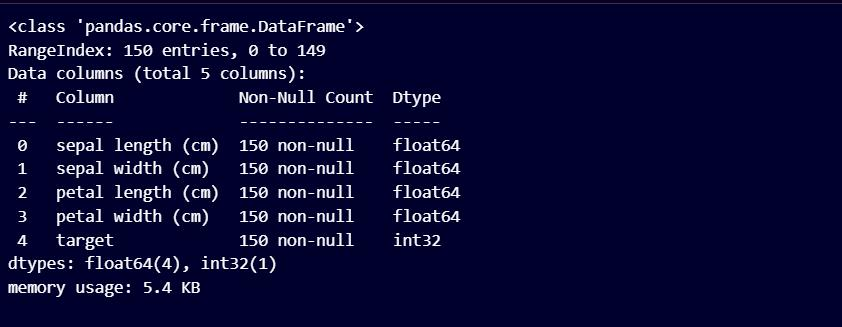 <class 'pandas.core.frame.DataFrame'>
RangeIndex: 150 entries, 0 to 149
Data columns (total 5 columns):
 #   Column             Non-Null Count  Dtype
---  ------             --------------  -----
 0   sepal length (cm)  150 non-null    float64
 1   sepal width (cm)   150 non-null    float64
 2   petal length (cm)  150 non-null    float64
 3   petal width (cm)   150 non-null    float64
 4   target             150 non-null    int32
dtypes: float64(4), int32(1)
memory usage: 5.4 KB